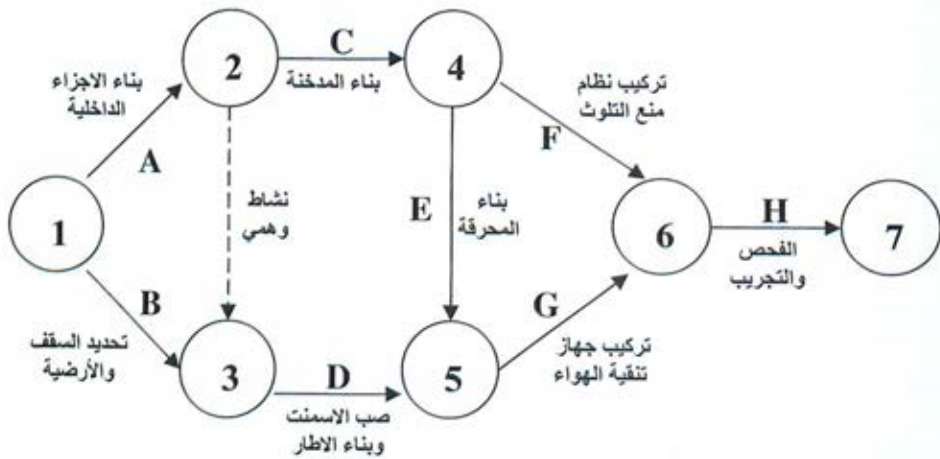 2
C
4
بناء المدخنة
بناء الاجزاء
الداخلية
A
تركيب نظام
منع التلوث
F
1
نشاط
وهمي
E
بناء
المحرقة
6
H
7
الفحص
والتجريب
B
تحديد السقف
والأرضية
3
D
5
صب الاسمنت
وبناء الاطار
G
تركيب جهاز
تنقية الهواء